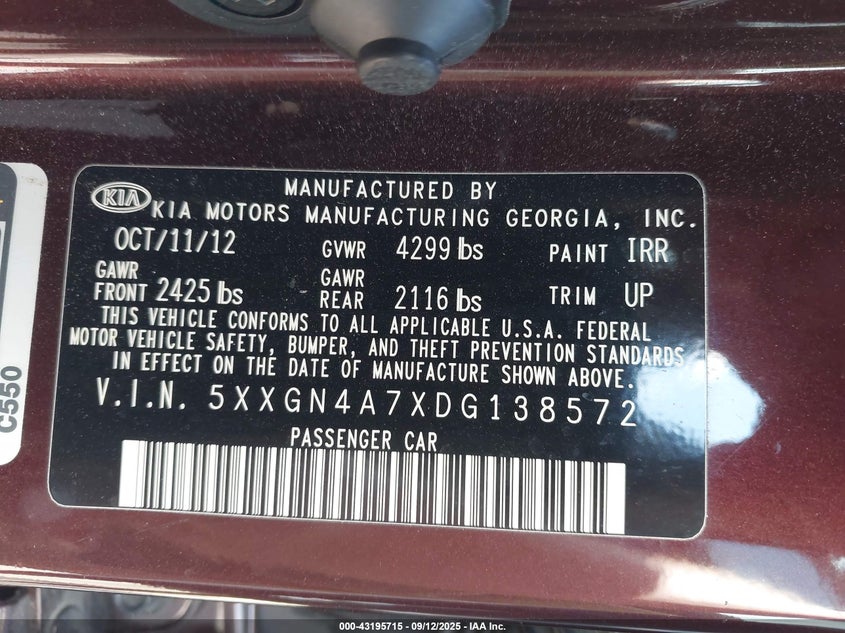 MANUFACTURED BY
KIA KIA MOTORS MANUFACTURING GEORGIA, INC.
OCT/11/12 GVWR 4299 lbs PAINT IRR
GAWR FRONT 2425 lbs GAWR REAR 2116 lbs TRIM UP
THIS VEHICLE CONFORMS TO ALL APPLICABLE U.S.A. FEDERAL
MOTOR VEHICLE SAFETY, BUMPER, AND THEFT PREVENTION STANDARDS
IN EFFECT ON THE DATE OF MANUFACTURE SHOWN ABOVE.
V.I.N. 5XXGN4A7XDG138572
PASSENGER CAR
C550
000-43195715 - 09/12/2025 - IAA Inc.